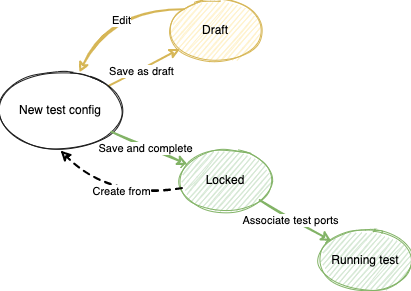 Edit
Draft
Save as draft
New test config
Save and complete
Locked
Create from
Associate test ports
Running test